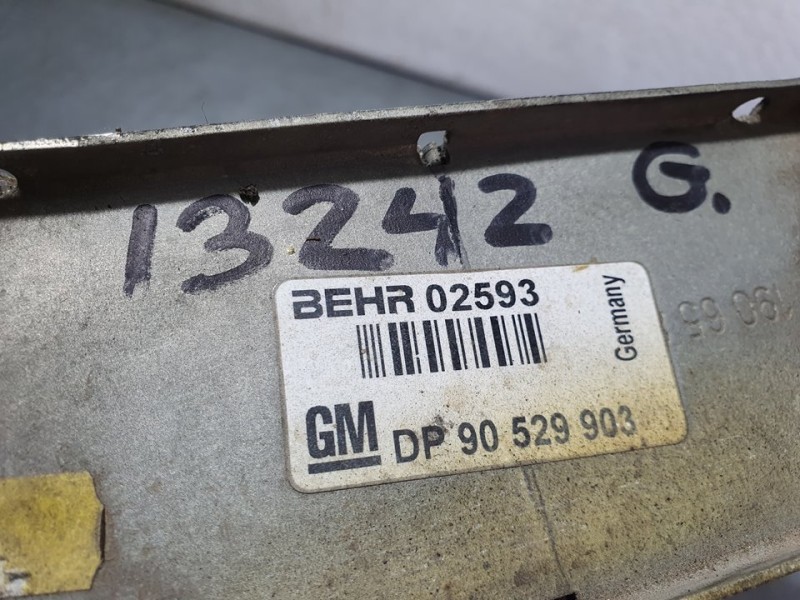 13242 G.
BEHR 02593
Germany
GM DP 90 529 903